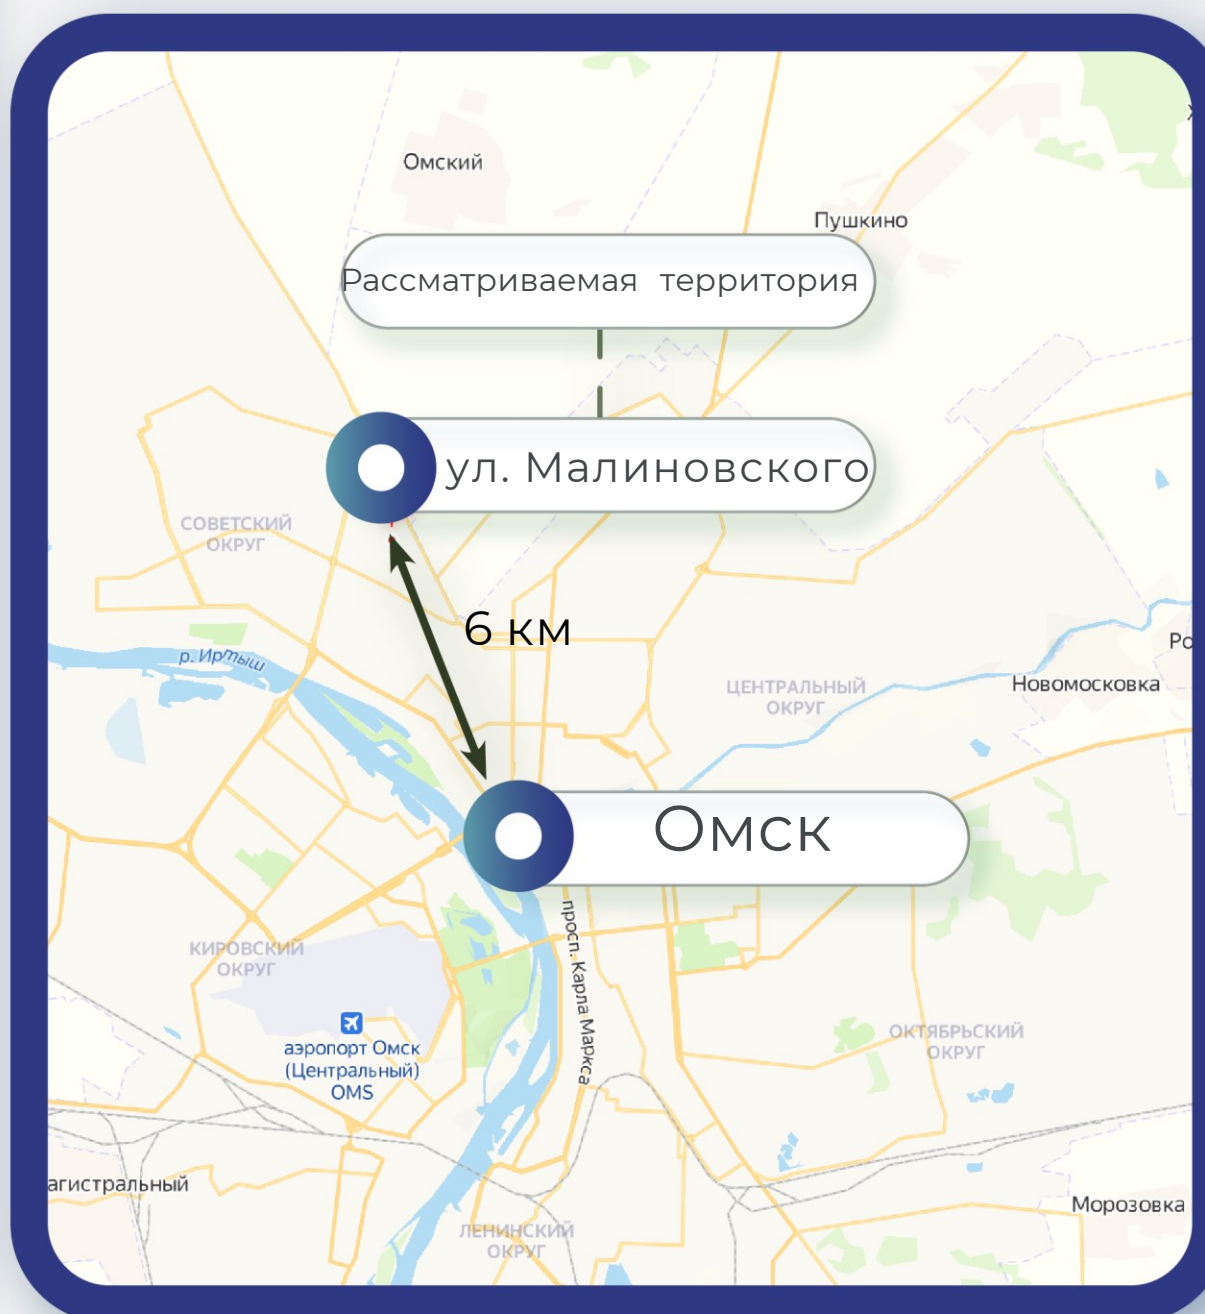 Омский
Пушкино
Рассматриваемая территория
ул. Малиновского
СОВЕТСКИЙ
ОКРУГ
6 км
р. Иртыш
Ро
ЦЕНТРАЛЬНЫЙ
ОКРУГ
Новомосковка
Омск
просп. Карла Маркса
КИРОВСКИЙ
ОКРУГ
аэропорт Омск
(Центральный)
OMS
ОКТЯБРЬСКИЙ
ОКРУГ
агистральный
Морозовка
ЛЕНИНСКИЙ
ОКРУГ